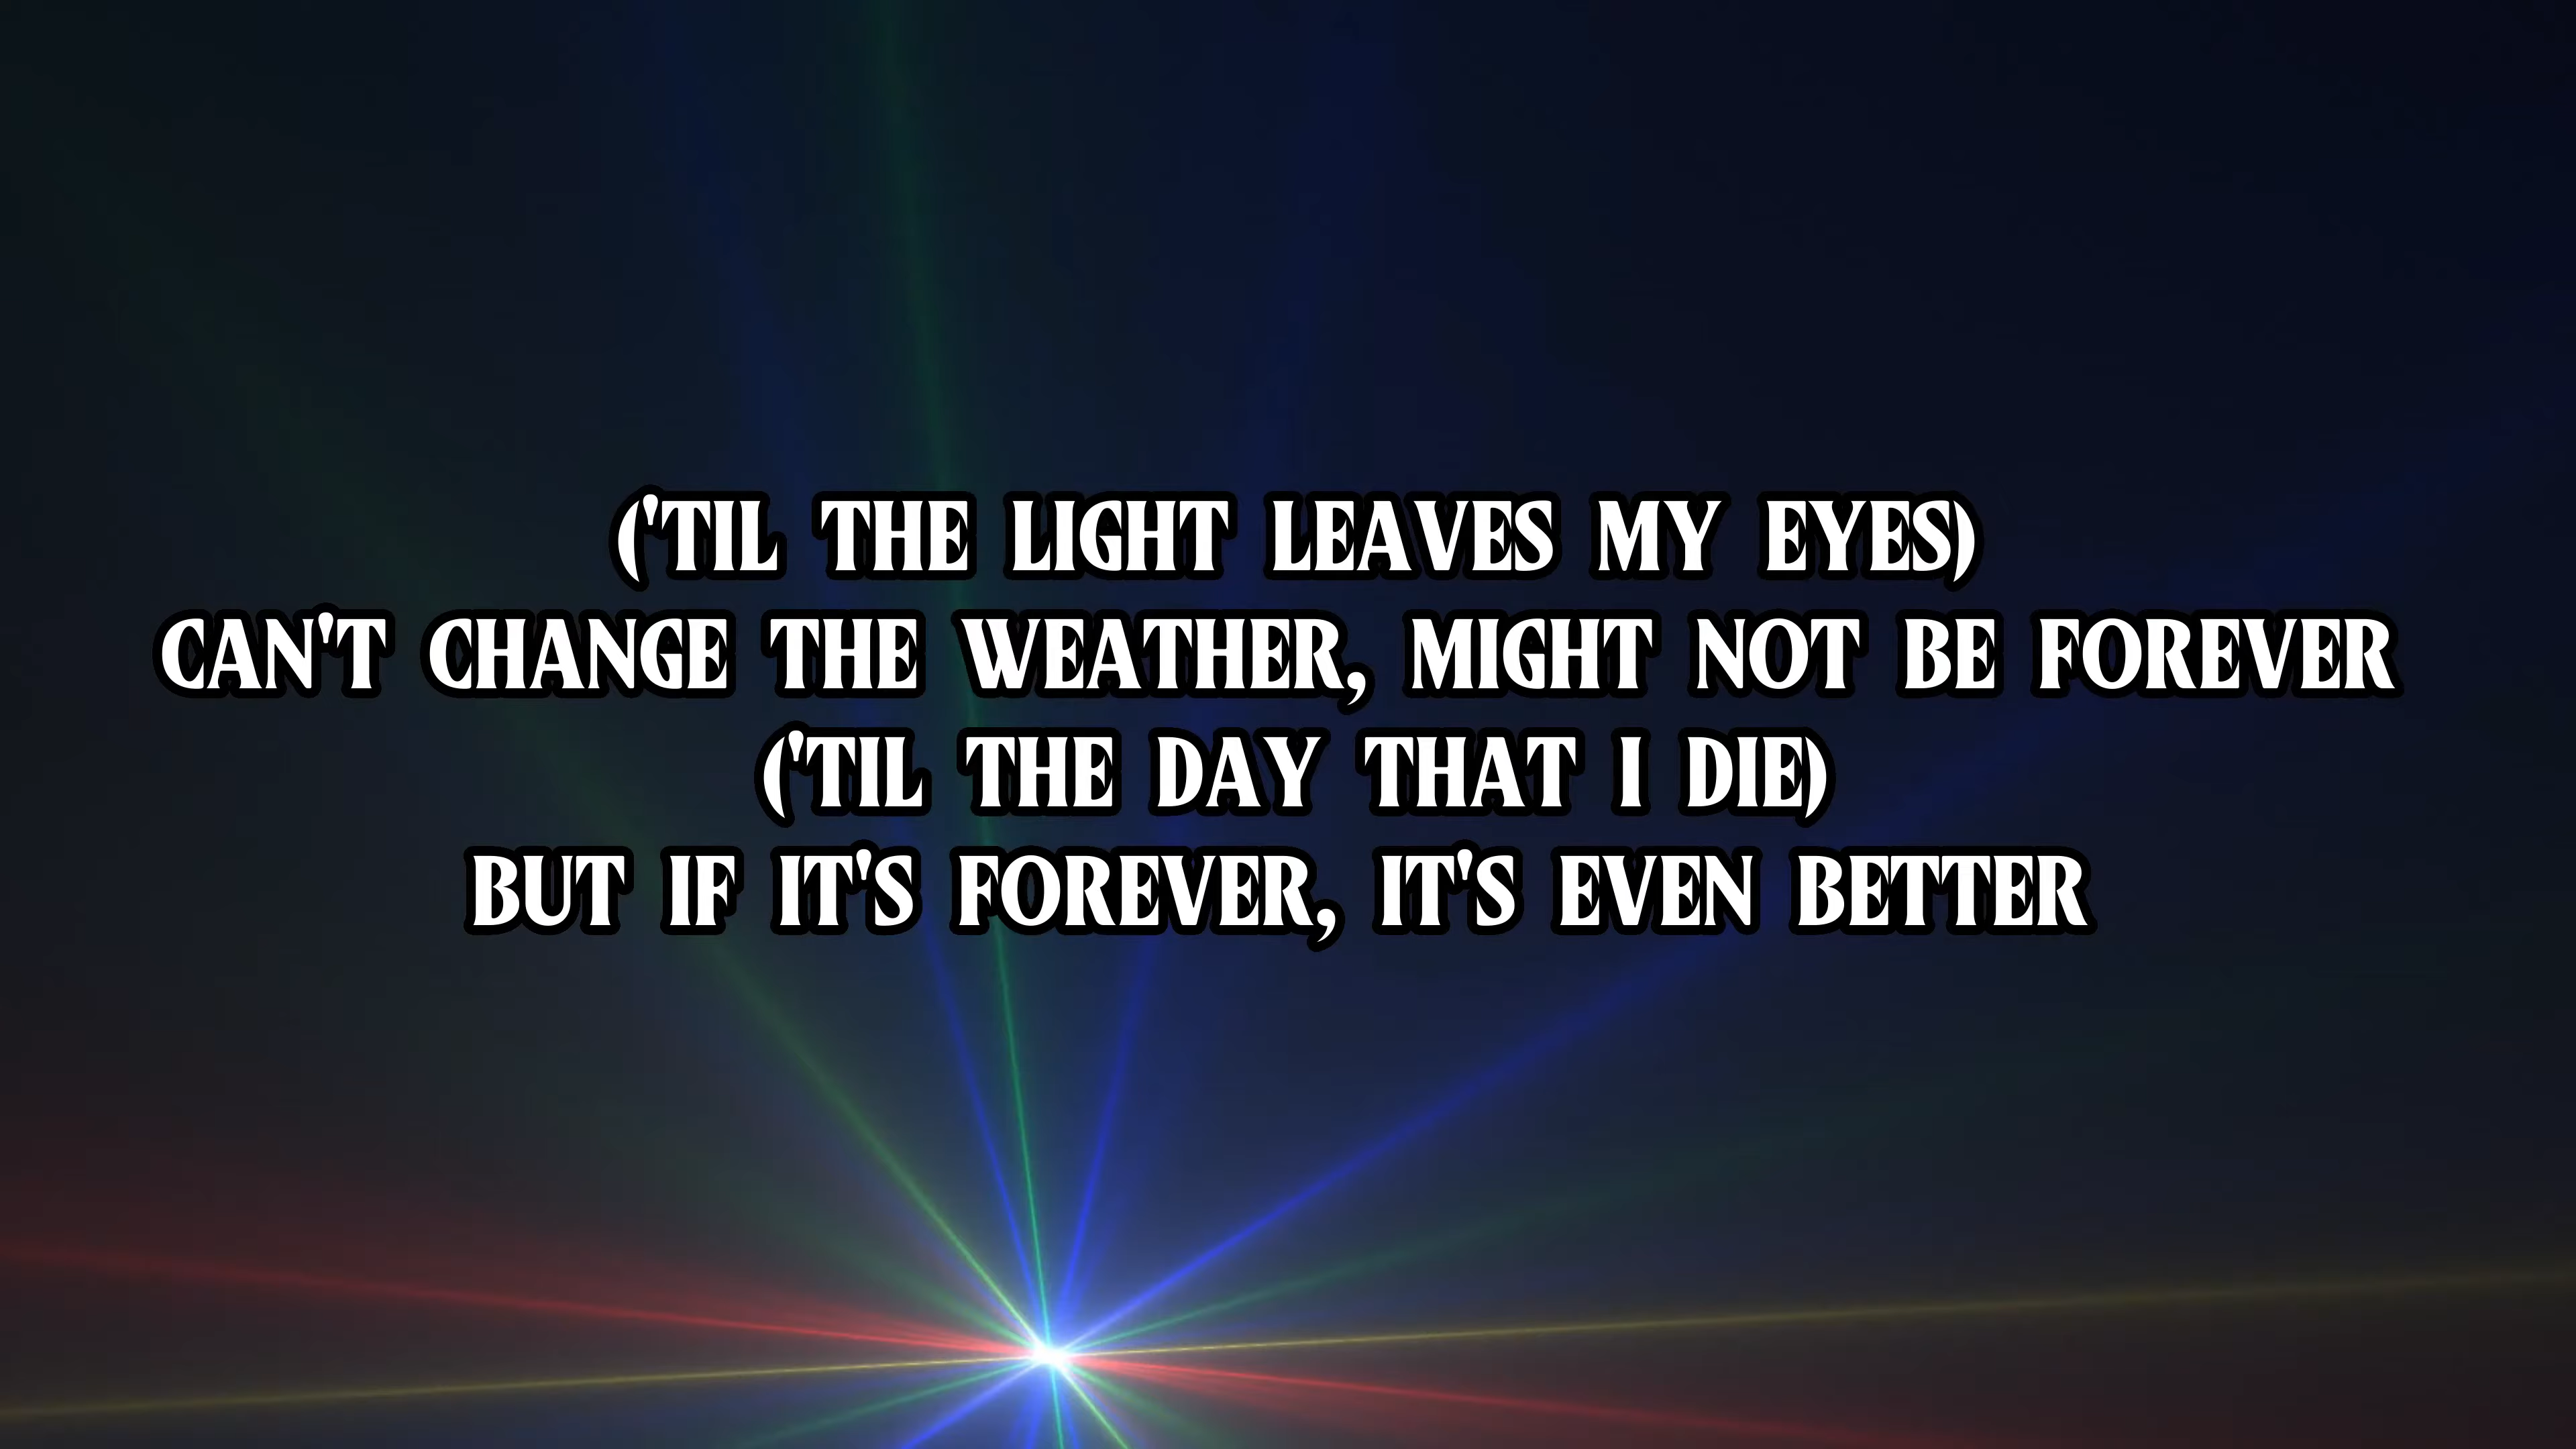 ('TIL THE LIGHT LEAVES MY EYES)
CAN'T CHANGE THE WEATHER, MIGHT NOT BE FOREVER
('TIL THE DAY THAT I DIE)
BUT IF IT'S FOREVER, IT'S EVEN BETTER